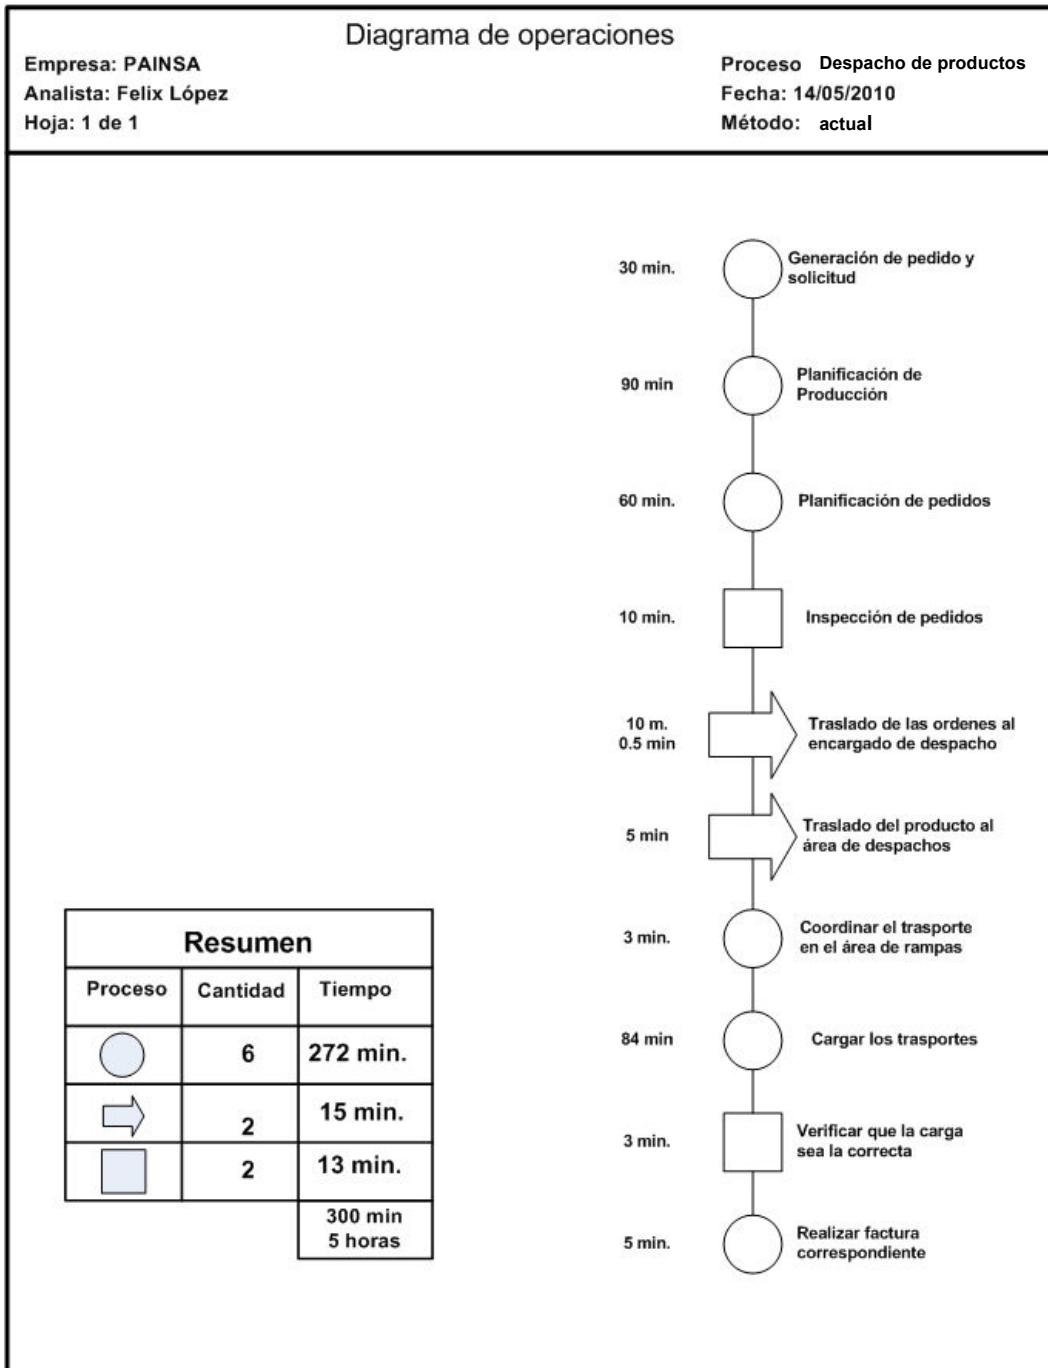 Diagrama de operaciones
Empresa: PAINSA
Analista: Felix López
Hoja: 1 de 1
Proceso Despacho de productos
Fecha: 14/05/2010
Método: actual
30 min.
Generación de pedido y
solicitud
90 min
Planificación de
Producción
60 min.
Planificación de pedidos
10 min.
Inspección de pedidos
10 m.
0.5 min
Traslado de las ordenes al
encargado de despacho
5 min
Traslado del producto al
área de despachos
3 min.
Coordinar el trasporte
en el área de rampas
84 min
Cargar los trasportes
3 min.
Verificar que la carga
sea la correcta
5 min.
Realizar factura
correspondiente
Resumen
Proceso Cantidad Tiempo
6 272 min.
2 15 min.
2 13 min.
300 min
5 horas